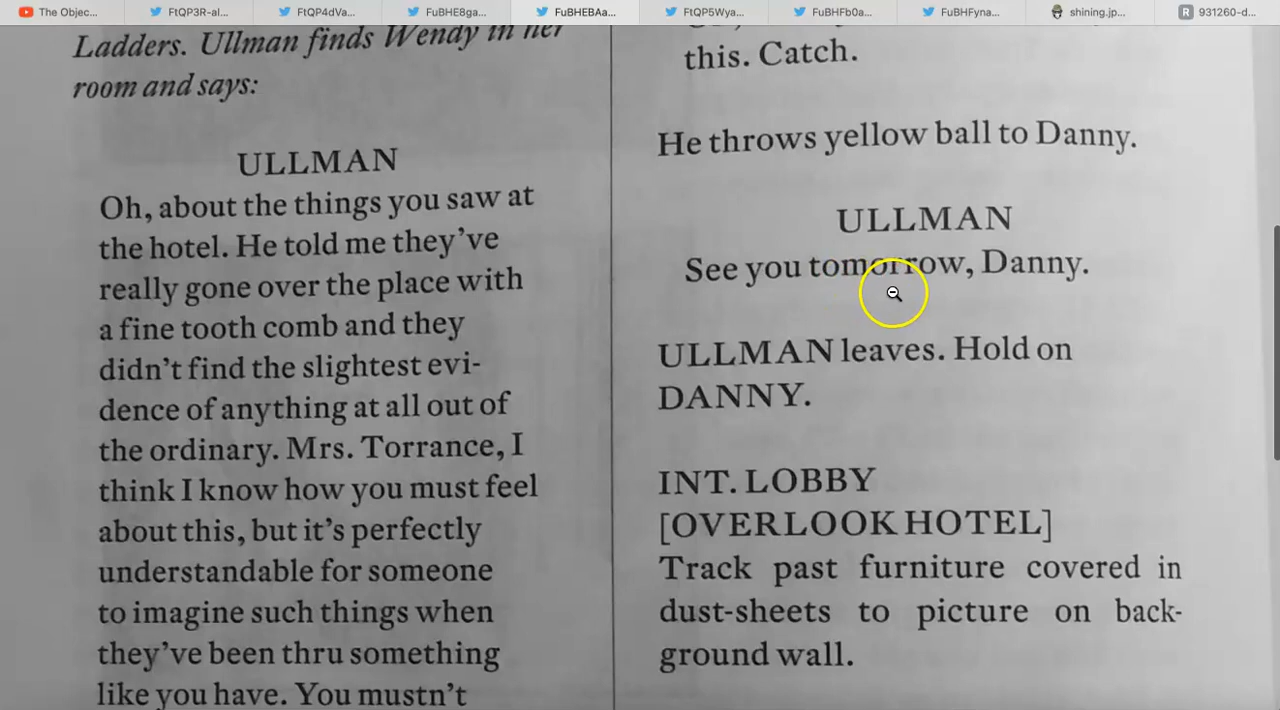 The Objec...
FtQP3R-al...
FtQP4dVa...
FuBHE8ga...
FuBHEBAa...
FtQP5Wya...
FuBHFb0a...
FuBHFyna...
shining.jp...
931260-d...
Ladders. Ullman finds Wendy in her
room and says:
ULLMAN
Oh, about the things you saw at
the hotel. He told me they've
really gone over the place with
a fine tooth comb and they
didn't find the slightest evi-
dence of anything at all out of
the ordinary. Mrs. Torrance, I
think I know how you must feel
about this, but it's perfectly
understandable for someone
to imagine such things when
they've been thru something
like you have. You mustn't
this. Catch.
He throws yellow ball to Danny.
ULLMAN
See you tomorrow, Danny.
ULLMAN leaves. Hold on
DANNY.
INT. LOBBY
[OVERLOOK HOTEL]
Track past furniture covered in
dust-sheets to picture on back-
ground wall.